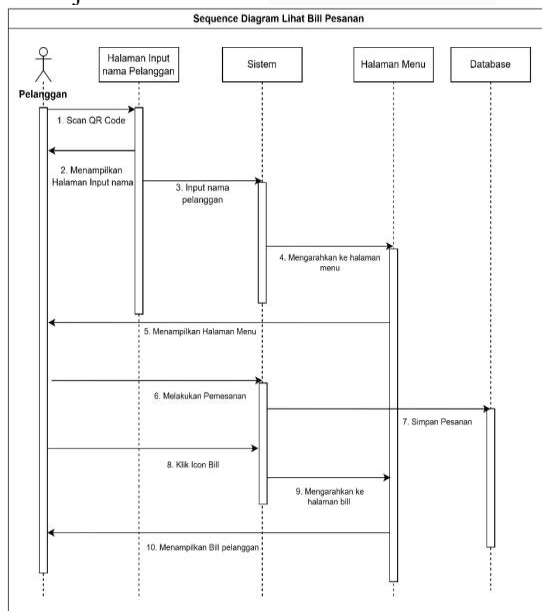 Sequence Diagram Lihat Bill Pesanan
Halaman Input
nama Pelanggan
Sistem
Halaman Menu
Database
Pelanggan
1. Scan QR Code
2. Menampilkan
Halaman Input nama
3. Input nama
pelanggan
4. Mengarahkan ke halaman
menu
5. Menampilkan Halaman Menu
6. Melakukan Pemesanan
7. Simpan Pesanan
8. Klik Icon Bill
9. Mengarahkan ke
halaman bill
10. Menampilkan Bill pelanggan